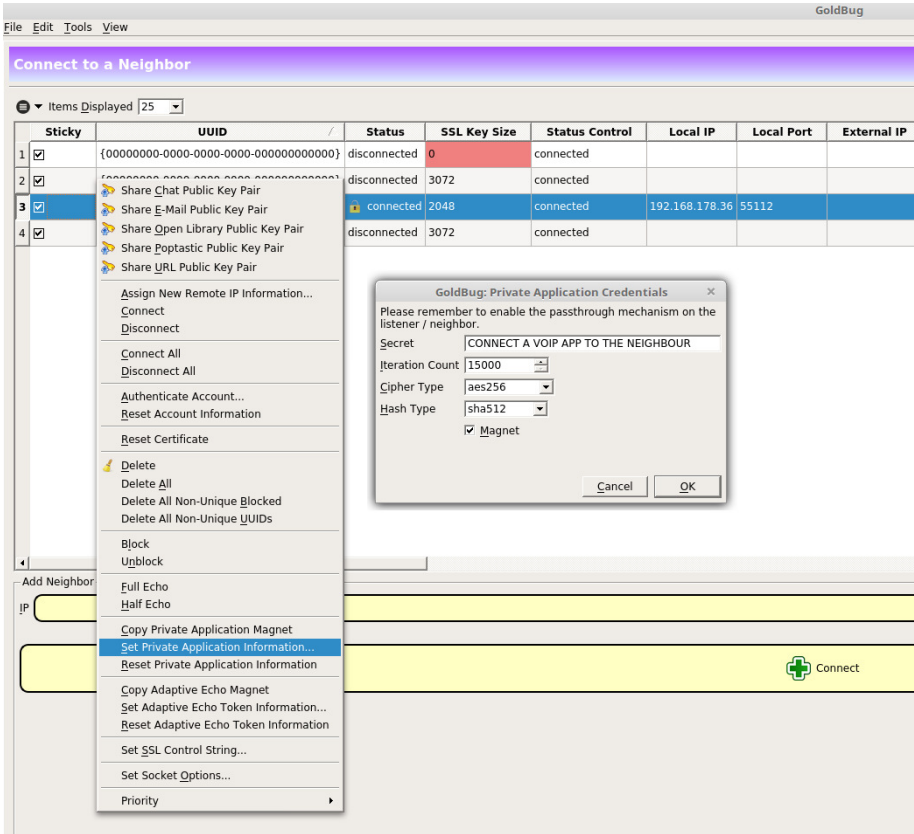 GoldBug
File Edit Tools View
Connect to a Neighbor
Items Displayed 25
Sticky UUID Status SSL Key Size Status Control Local IP Local Port External IP
1 {00000000-0000-0000-0000-000000000000} disconnected 0 connected
2 disconnected 3072 connected
3 connected 2048 connected 192.168.178.36 55112
4 disconnected 3072 connected
Share Chat Public Key Pair
Share E-Mail Public Key Pair
Share Open Library Public Key Pair
Share Poptastic Public Key Pair
Share URL Public Key Pair
Assign New Remote IP Information...
Connect
Disconnect
Connect All
Disconnect All
Authenticate Account...
Reset Account Information
Reset Certificate
Delete
Delete All
Delete All Non-Unique Blocked
Delete All Non-Unique UUIDs
Block
Unblock
Full Echo
Half Echo
Copy Private Application Magnet
Set Private Application Information...
Reset Private Application Information
Copy Adaptive Echo Magnet
Set Adaptive Echo Token Information...
Reset Adaptive Echo Token Information
Set SSL Control String...
Set Socket Options...
Priority
GoldBug: Private Application Credentials
Please remember to enable the passthrough mechanism on the
listener / neighbor.
Secret CONNECT A VOIP APP TO THE NEIGHBOUR
Iteration Count 15000
Cipher Type aes256
Hash Type sha512
Magnet
Cancel OK
Add Neighbor
IP
Connect